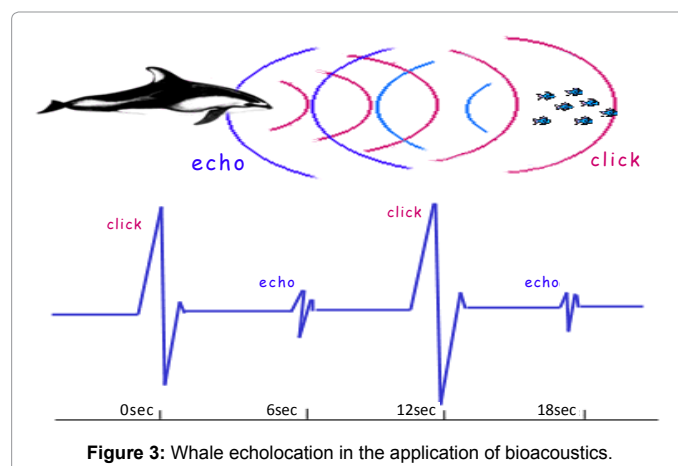 echo
click
click
click
echo
echo
0sec 6sec 12sec 18sec
Figure 3: Whale echolocation in the application of bioacoustics.